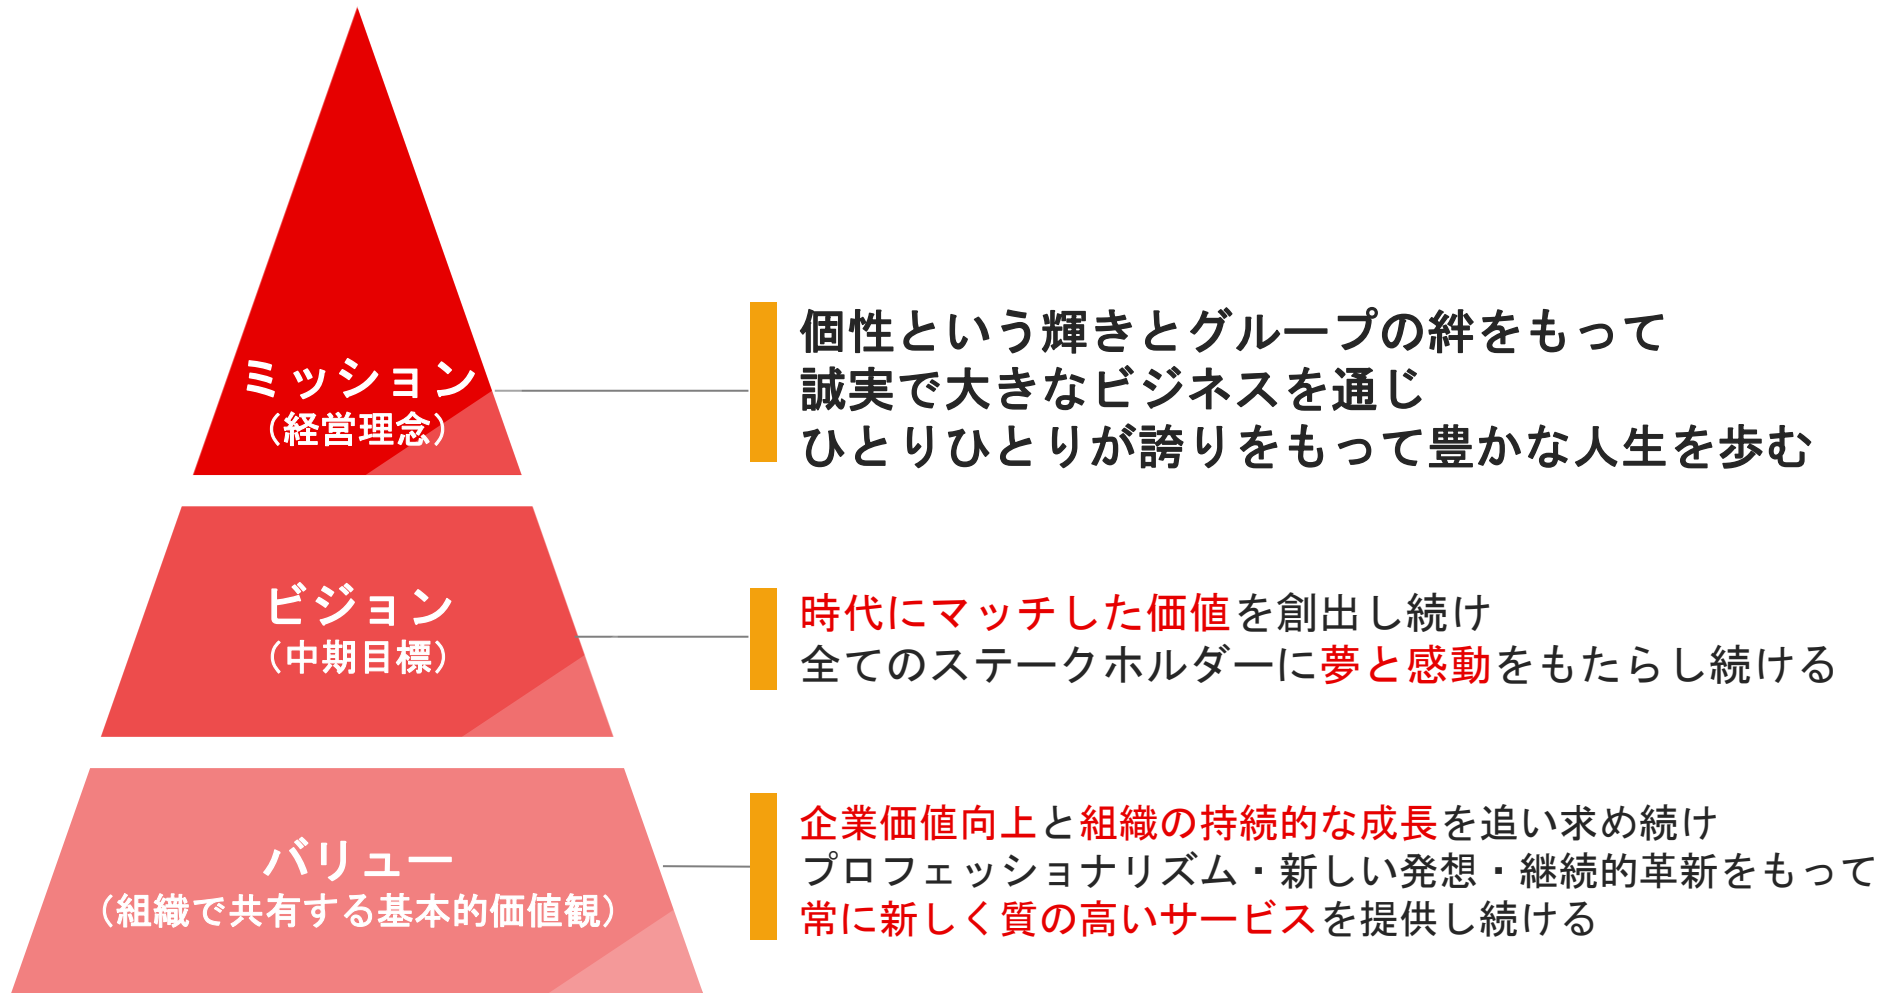 ミッション
（経営理念）
個性という輝きとグループの絆をもって
誠実で大きなビジネスを通じ
ひとりひとりが誇りをもって豊かな人生を歩む
ビジョン
（中期目標）
時代にマッチした価値を創出し続け
全てのステークホルダーに夢と感動をもたらし続ける
バリュー
（組織で共有する基本的価値観）
企業価値向上と組織の持続的な成長を追い求め続け
プロフェッショナリズム・新しい発想・継続的革新をもって
常に新しく質の高いサービスを提供し続ける